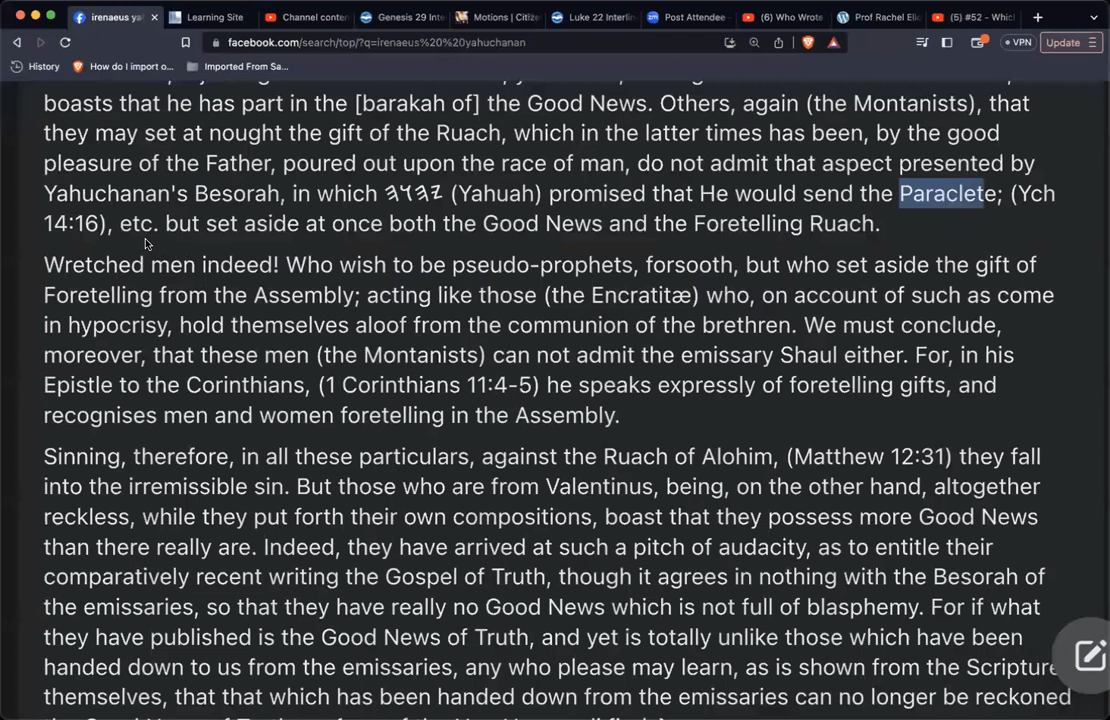 irenaeus yal
Learning Site
Channel conten
Genesis 29 Inte
Motions | Citize
Luke 22 Interlin
Post Attendee -
(6) Who Wrote
Prof Rachel Elio
(5) #52 - Which
facebook.com/search/top/?q=irenaeus%20%20yahuchanan
VPN
Update
History
How do I import o...
Imported From Sa...
boasts that he has part in the [barakah of] the Good News. Others, again (the Montanists), that
they may set at nought the gift of the Ruach, which in the latter times has been, by the good
pleasure of the Father, poured out upon the race of man, do not admit that aspect presented by
Yahuchanan's Besorah, in which 𐤉𐤄𐤅𐤄 (Yahuah) promised that He would send the Paraclete; (Ych
14:16), etc. but set aside at once both the Good News and the Foretelling Ruach.
Wretched men indeed! Who wish to be pseudo-prophets, forsooth, but who set aside the gift of
Foretelling from the Assembly; acting like those (the Encratitæ) who, on account of such as come
in hypocrisy, hold themselves aloof from the communion of the brethren. We must conclude,
moreover, that these men (the Montanists) can not admit the emissary Shaul either. For, in his
Epistle to the Corinthians, (1 Corinthians 11:4-5) he speaks expressly of foretelling gifts, and
recognises men and women foretelling in the Assembly.
Sinning, therefore, in all these particulars, against the Ruach of Alohim, (Matthew 12:31) they fall
into the irremissible sin. But those who are from Valentinus, being, on the other hand, altogether
reckless, while they put forth their own compositions, boast that they possess more Good News
than there really are. Indeed, they have arrived at such a pitch of audacity, as to entitle their
comparatively recent writing the Gospel of Truth, though it agrees in nothing with the Besorah of
the emissaries, so that they have really no Good News which is not full of blasphemy. For if what
they have published is the Good News of Truth, and yet is totally unlike those which have been
handed down to us from the emissaries, any who please may learn, as is shown from the Scripture
themselves, that that which has been handed down from the emissaries can no longer be reckoned